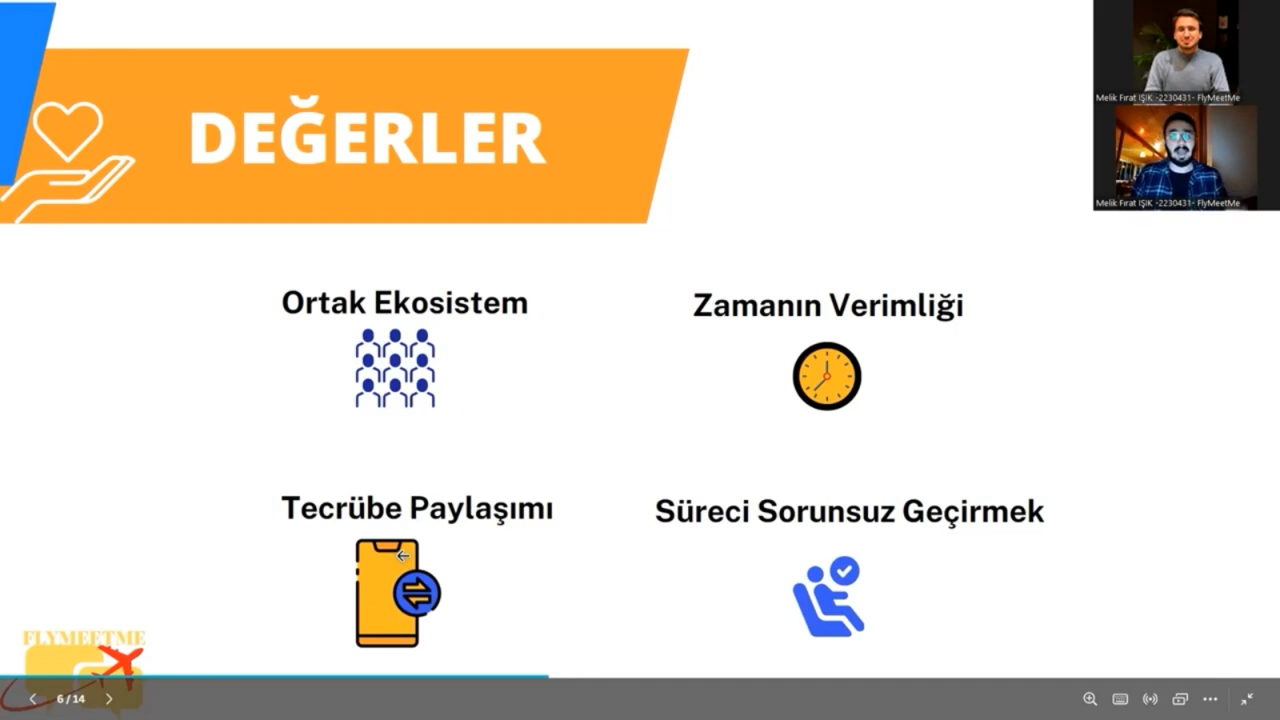 DEĞERLER
Melik Fırat IŞIK -2230431- FlyMeetMe
Melik Fırat IŞIK -2230431- FlyMeetMe
Ortak Ekosistem
Zamanın Verimliği
Tecrübe Paylaşımı
Süreci Sorunsuz Geçirmek
FLYMEETME
6 / 14